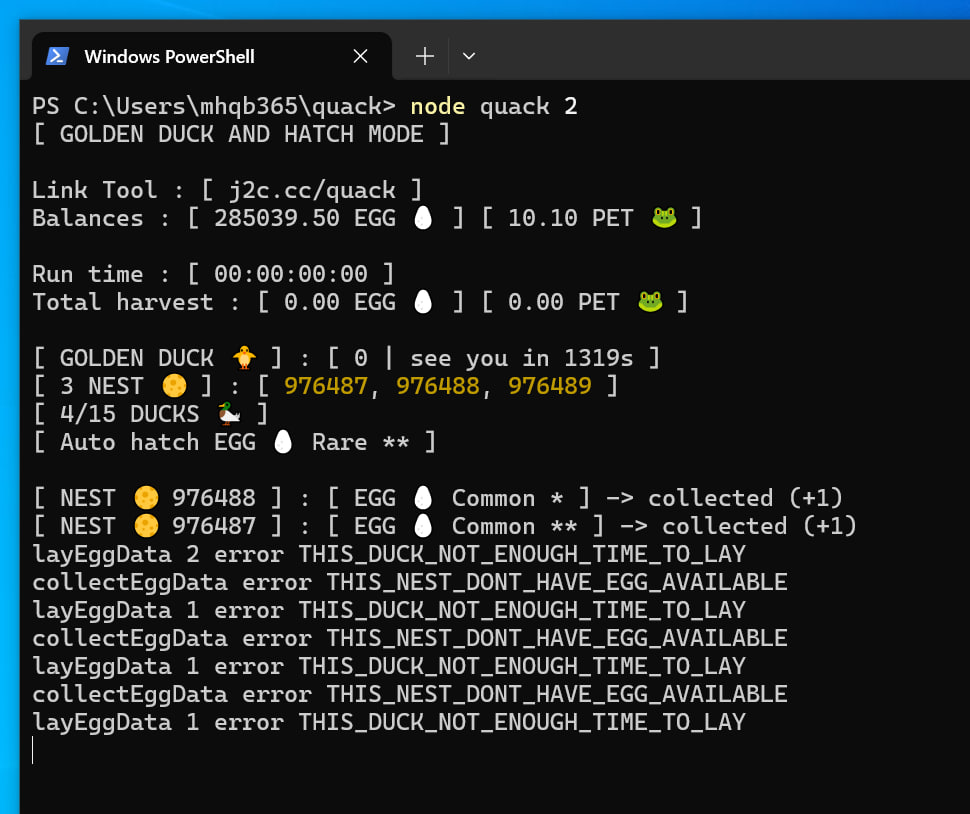 Windows PowerShell
PS C:\Users\mhqb365\quack> node quack 2
[ GOLDEN DUCK AND HATCH MODE ]
Link Tool : [ j2c.cc/quack ]
Balances : [ 285039.50 EGG 🥚 ] [ 10.10 PET 🐸 ]
Run time : [ 00:00:00:00 ]
Total harvest : [ 0.00 EGG 🥚 ] [ 0.00 PET 🐸 ]
[ GOLDEN DUCK 🐥 ] : [ 0 | see you in 1319s ]
[ 3 NEST 🌕 ] : [ 976487, 976488, 976489 ]
[ 4/15 DUCKS 🦆 ]
[ Auto hatch EGG 🥚 Rare ** ]
[ NEST 🌕 976488 ] : [ EGG 🥚 Common * ] -> collected (+1)
[ NEST 🌕 976487 ] : [ EGG 🥚 Common ** ] -> collected (+1)
layEggData 2 error THIS_DUCK_NOT_ENOUGH_TIME_TO_LAY
collectEggData error THIS_NEST_DONT_HAVE_EGG_AVAILABLE
layEggData 1 error THIS_DUCK_NOT_ENOUGH_TIME_TO_LAY
collectEggData error THIS_NEST_DONT_HAVE_EGG_AVAILABLE
layEggData 1 error THIS_DUCK_NOT_ENOUGH_TIME_TO_LAY
collectEggData error THIS_NEST_DONT_HAVE_EGG_AVAILABLE
layEggData 1 error THIS_DUCK_NOT_ENOUGH_TIME_TO_LAY